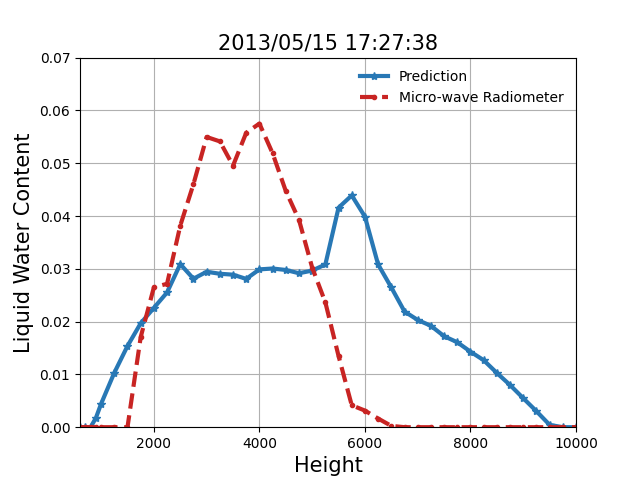 2013/05/15 17:27:38
Prediction
Micro-wave Radiometer
Liquid Water Content
0.07
0.06
0.05
0.04
0.03
0.02
0.01
0.00
2000 4000 6000 8000 10000
Height